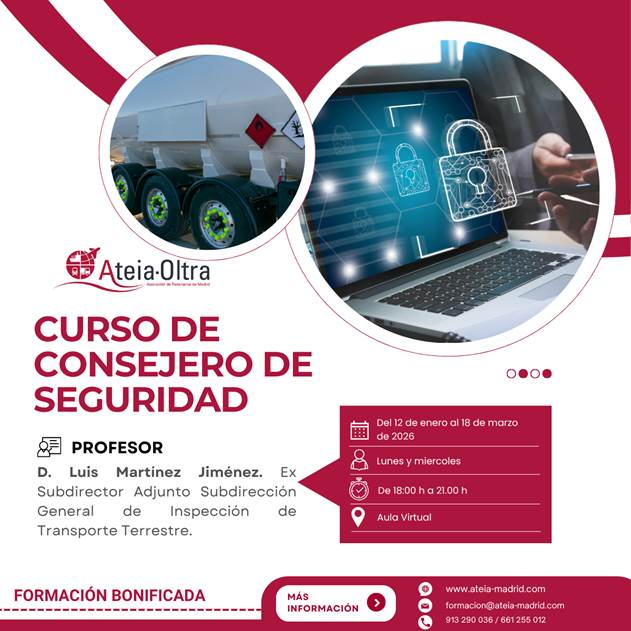 Ateia-Oltra
Asociación de Transitarios de Madrid
CURSO DE
CONSEJERO DE
SEGURIDAD
PROFESOR
D. Luis Martínez Jiménez. Ex
Subdirector Adjunto Subdirección
General de Inspección de
Transporte Terrestre.
Del 12 de enero al 18 de marzo
de 2026
Lunes y miercoles
De 18:00 h a 21.00 h
Aula Virtual
FORMACIÓN BONIFICADA
MÁS
INFORMACIÓN
www.ateia-madrid.com
formacion@ateia-madrid.com
913 290 036 / 661 255 012